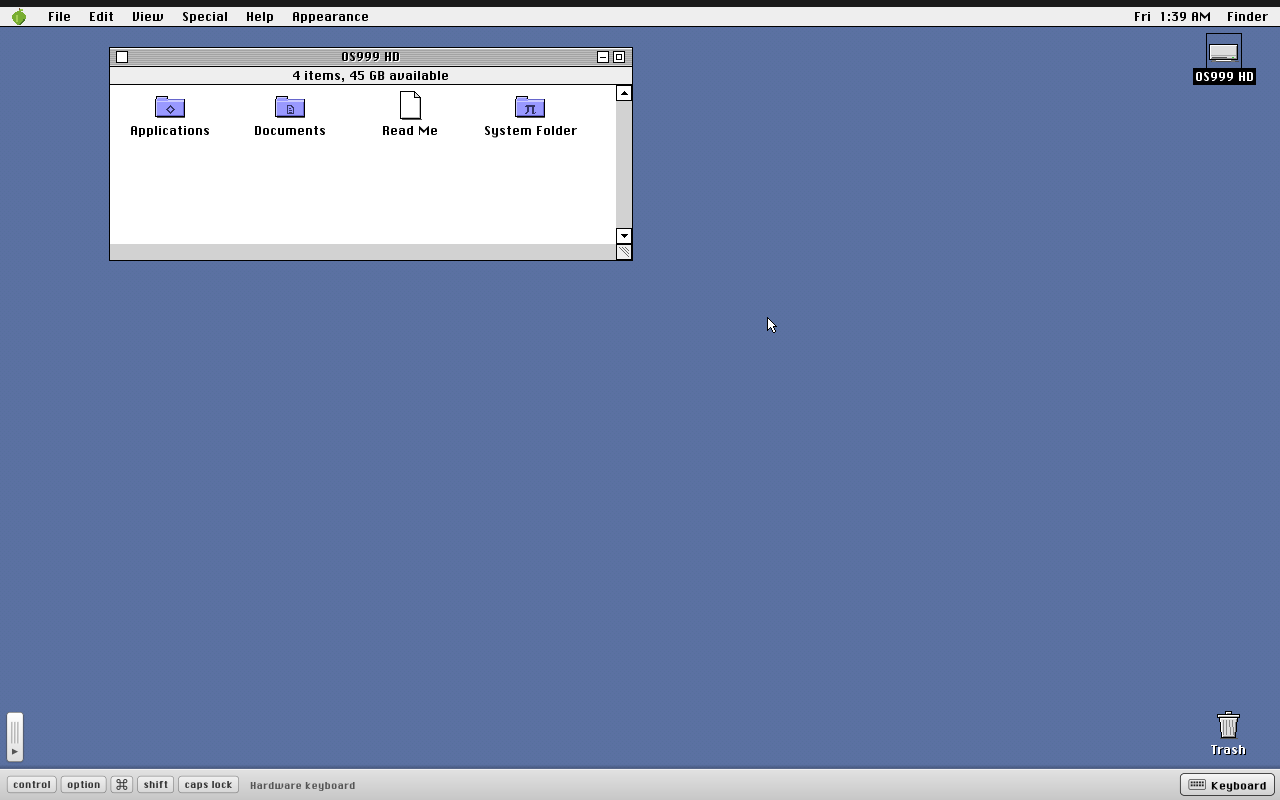 File Edit View Special Help Appearance Fri 1:39 AM Finder
OS999 HD
4 items, 45 GB available
Applications Documents Read Me System Folder
OS999 HD
Trash
control option ⌘ shift caps lock Hardware keyboard Keyboard